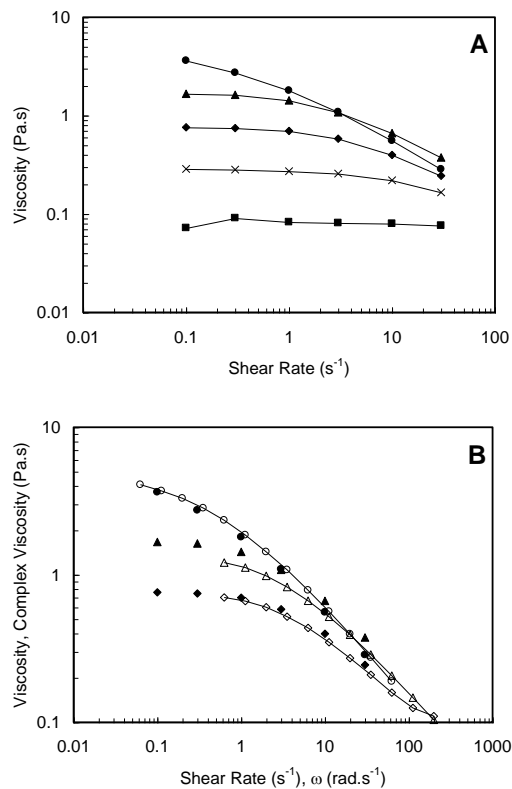 A
10
1
0.1
0.01
Viscosity (Pa.s)
0.01 0.1 1 10 100
Shear Rate (s⁻¹)
B
10
1
0.1
Viscosity, Complex Viscosity (Pa.s)
0.01 0.1 1 10 100 1000
Shear Rate (s⁻¹), ω (rad.s⁻¹)